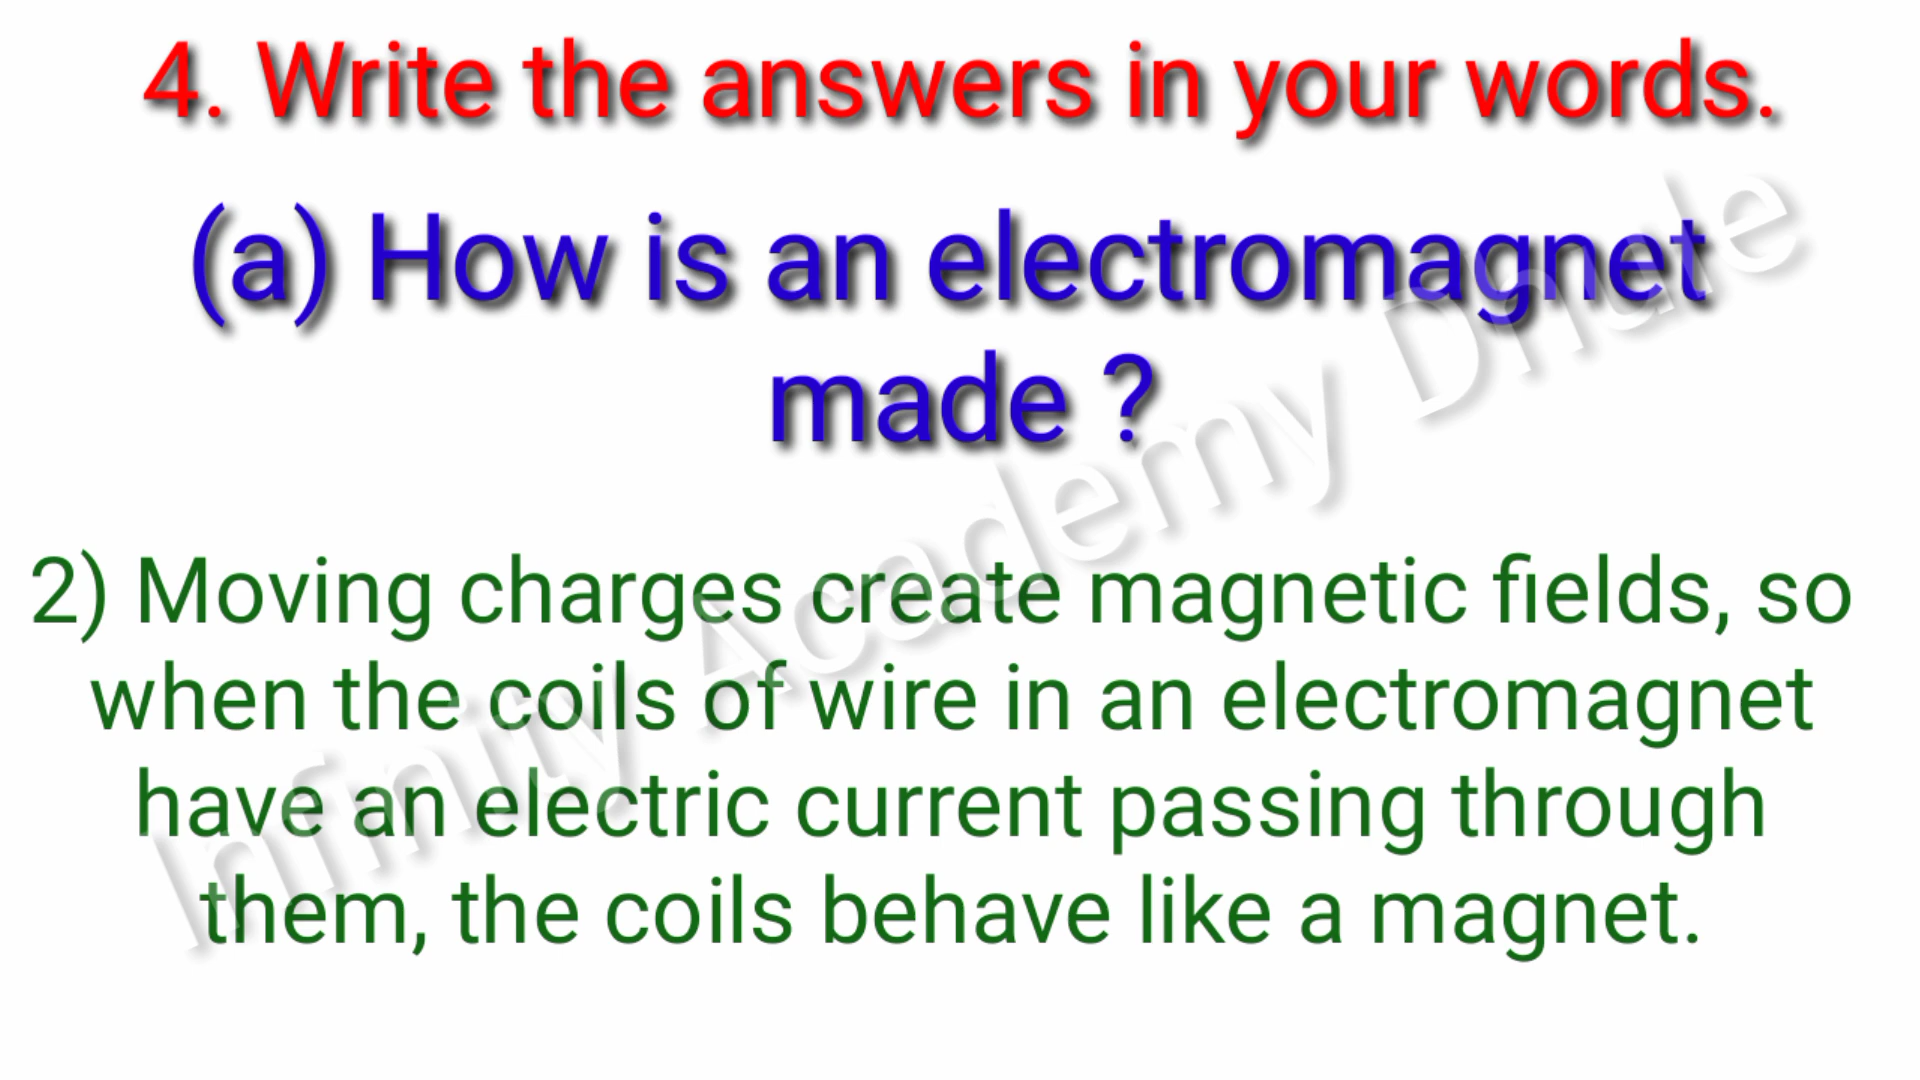 4. Write the answers in your words.
(a) How is an electromagnet
made ?
2) Moving charges create magnetic fields, so
when the coils of wire in an electromagnet
have an electric current passing through
them, the coils behave like a magnet.
Infinity Academy Dhule